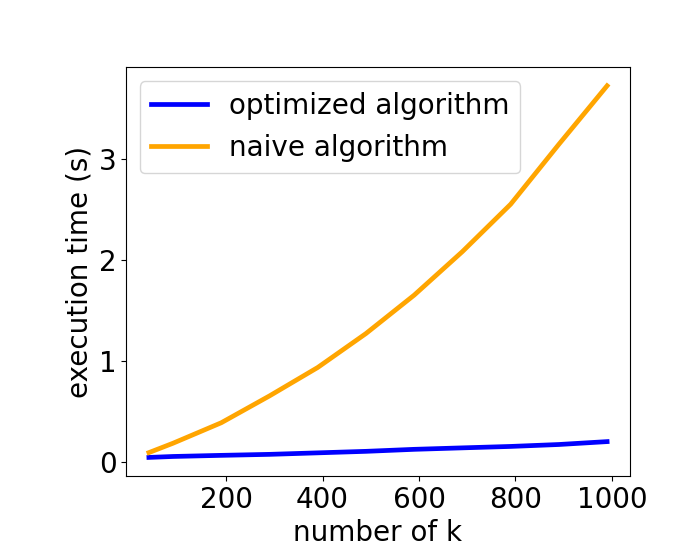 optimized algorithm
naive algorithm
execution time (s)
3
2
1
0
200 400 600 800 1000
number of k